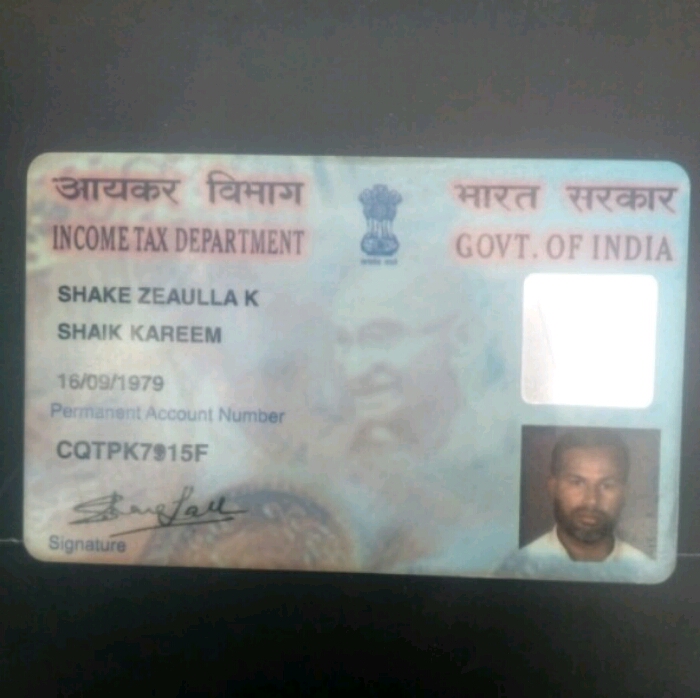 आयकर विभाग
भारत सरकार
INCOME TAX DEPARTMENT
GOVT. OF INDIA
SHAKE ZEAULLA K
SHAIK KAREEM
16/09/1979
Permanent Account Number
CQTPK7915F
Signature